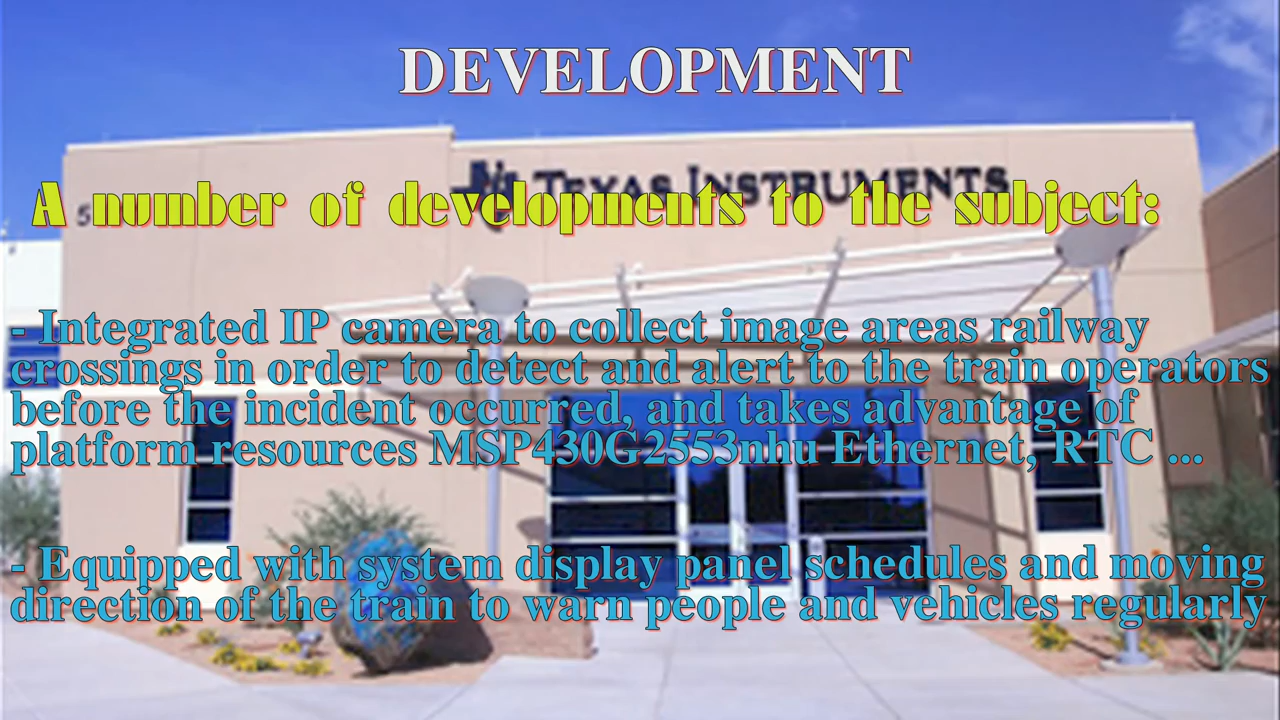 DEVELOPMENT
TEXAS INSTRUMENTS
5
A number of developments to the subject:
- Integrated IP camera to collect image areas railway
crossings in order to detect and alert to the train operators
before the incident occurred, and takes advantage of
platform resources MSP430G2553nhu Ethernet, RTC ...
- Equipped with system display panel schedules and moving
direction of the train to warn people and vehicles regularly